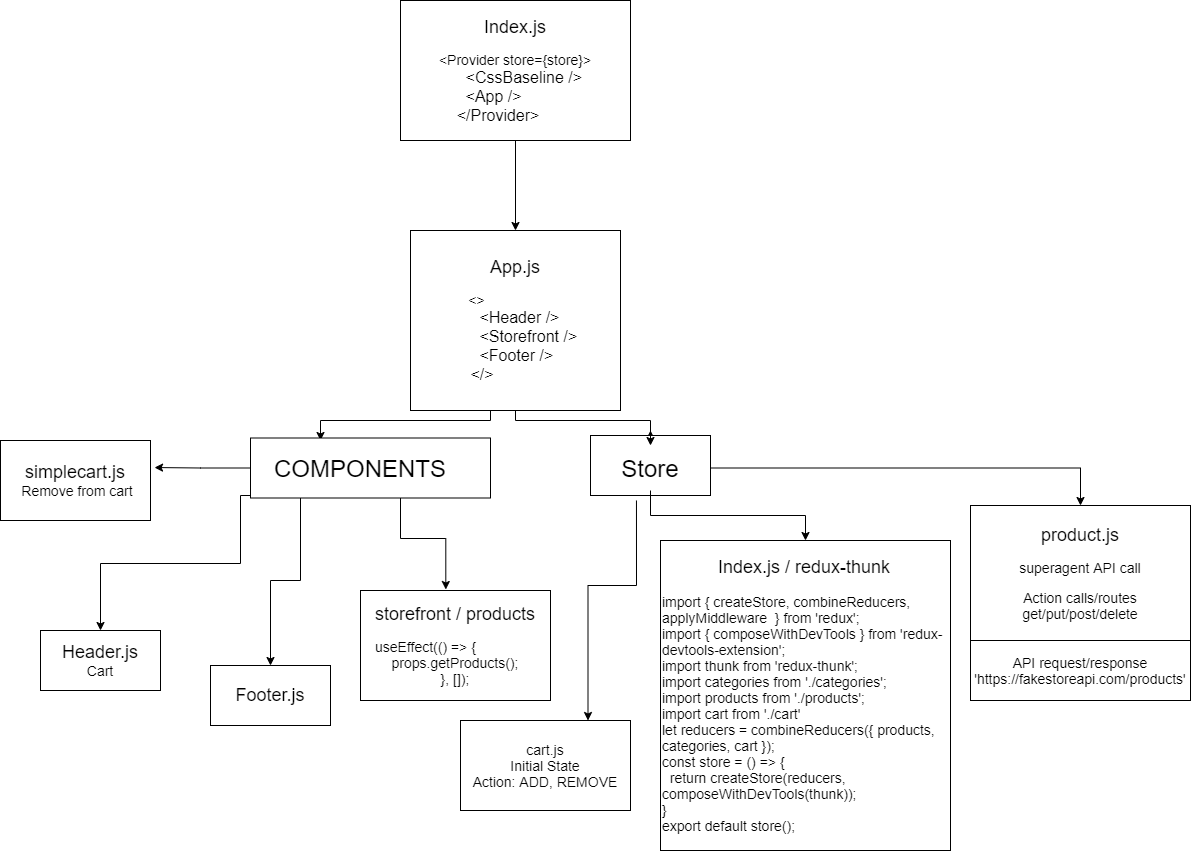 Index.js
<Provider store={store}>
<CssBaseline />
<App />
</Provider>
App.js
<>
<Header />
<Storefront />
<Footer />
</>
COMPONENTS
Store
simplecart.js
Remove from cart
Header.js
Cart
Footer.js
storefront / products
useEffect(() => {
props.getProducts();
}, []);
cart.js
Initial State
Action: ADD, REMOVE
Index.js / redux-thunk
import { createStore, combineReducers,
applyMiddleware  } from 'redux';
import { composeWithDevTools } from 'redux-
devtools-extension';
import thunk from 'redux-thunk';
import categories from './categories';
import products from './products';
import cart from './cart'
let reducers = combineReducers({ products,
categories, cart });
const store = () => {
return createStore(reducers,
composeWithDevTools(thunk));
}
export default store();
product.js
superagent API call
Action calls/routes
get/put/post/delete
API request/response
'https://fakestoreapi.com/products'